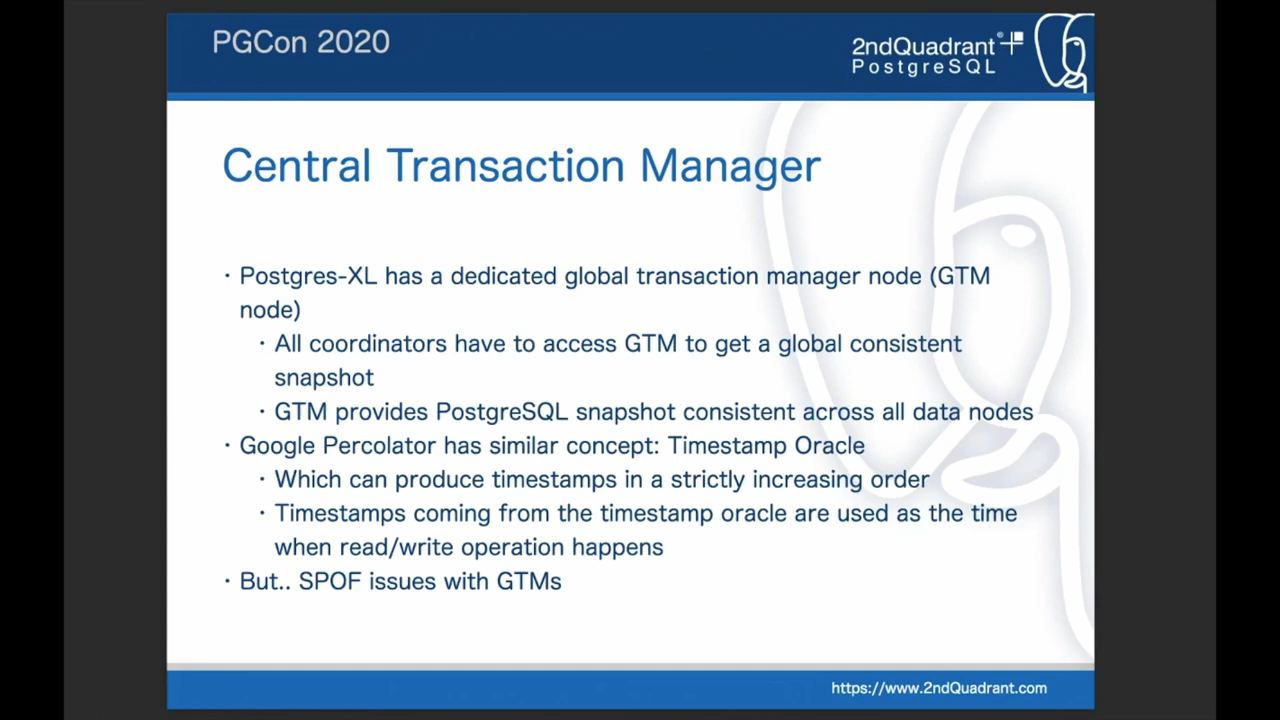 PGCon 2020
2ndQuadrant®
PostgreSQL
Central Transaction Manager
· Postgres-XL has a dedicated global transaction manager node (GTM
node)
· All coordinators have to access GTM to get a global consistent
snapshot
· GTM provides PostgreSQL snapshot consistent across all data nodes
· Google Percolator has similar concept: Timestamp Oracle
· Which can produce timestamps in a strictly increasing order
· Timestamps coming from the timestamp oracle are used as the time
when read/write operation happens
· But.. SPOF issues with GTMs
https://www.2ndQuadrant.com